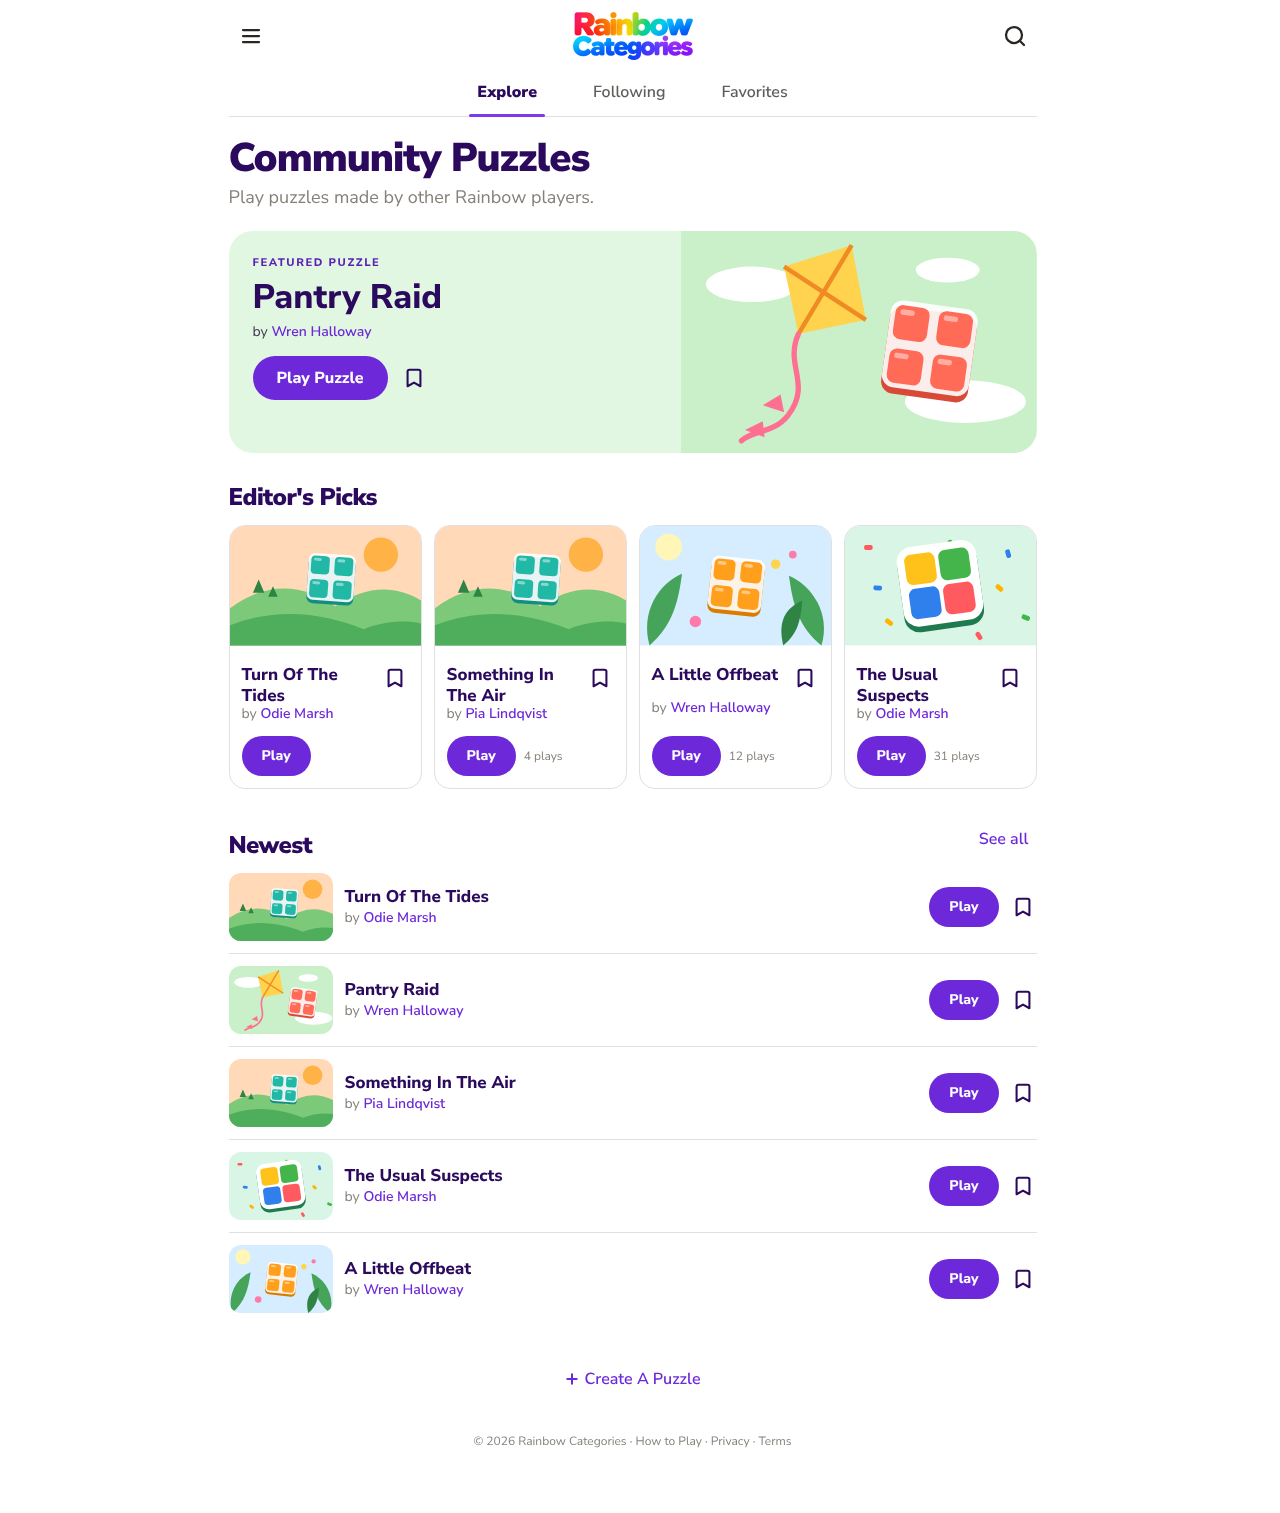 Rainbow
Categories
Explore
Following
Favorites
Community Puzzles
Play puzzles made by other Rainbow players.
FEATURED PUZZLE
Pantry Raid
by Wren Halloway
Play Puzzle
Editor's Picks
Turn Of The
Tides
by Odie Marsh
Play
Something In
The Air
by Pia Lindqvist
Play
4 plays
A Little Offbeat
by Wren Halloway
Play
12 plays
The Usual
Suspects
by Odie Marsh
Play
31 plays
Newest
See all
Turn Of The Tides
by Odie Marsh
Play
Pantry Raid
by Wren Halloway
Play
Something In The Air
by Pia Lindqvist
Play
The Usual Suspects
by Odie Marsh
Play
A Little Offbeat
by Wren Halloway
Play
+ Create A Puzzle
© 2026 Rainbow Categories · How to Play · Privacy · Terms